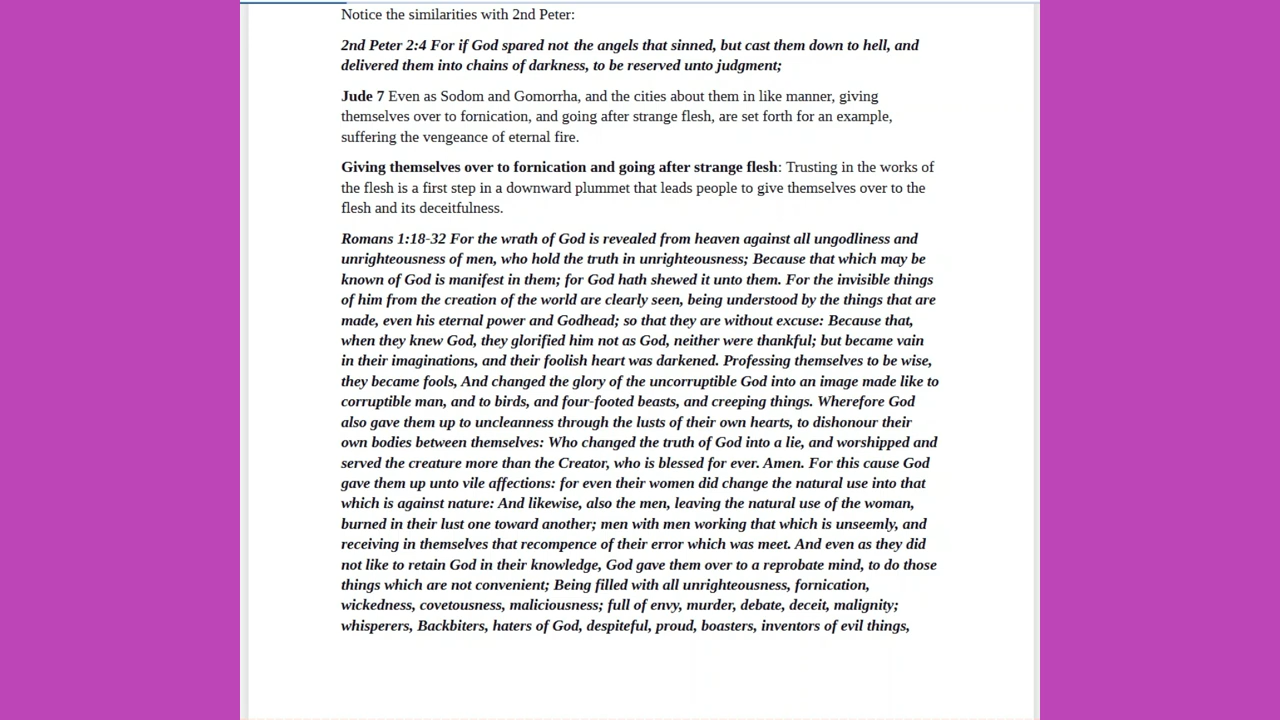 Notice the similarities with 2nd Peter:
2nd Peter 2:4 For if God spared not the angels that sinned, but cast them down to hell, and
delivered them into chains of darkness, to be reserved unto judgment;
Jude 7 Even as Sodom and Gomorrha, and the cities about them in like manner, giving
themselves over to fornication, and going after strange flesh, are set forth for an example,
suffering the vengeance of eternal fire.
Giving themselves over to fornication and going after strange flesh: Trusting in the works of
the flesh is a first step in a downward plummet that leads people to give themselves over to the
flesh and its deceitfulness.
Romans 1:18-32 For the wrath of God is revealed from heaven against all ungodliness and
unrighteousness of men, who hold the truth in unrighteousness; Because that which may be
known of God is manifest in them; for God hath shewed it unto them. For the invisible things
of him from the creation of the world are clearly seen, being understood by the things that are
made, even his eternal power and Godhead; so that they are without excuse: Because that,
when they knew God, they glorified him not as God, neither were thankful; but became vain
in their imaginations, and their foolish heart was darkened. Professing themselves to be wise,
they became fools, And changed the glory of the uncorruptible God into an image made like to
corruptible man, and to birds, and four-footed beasts, and creeping things. Wherefore God
also gave them up to uncleanness through the lusts of their own hearts, to dishonour their
own bodies between themselves: Who changed the truth of God into a lie, and worshipped and
served the creature more than the Creator, who is blessed for ever. Amen. For this cause God
gave them up unto vile affections: for even their women did change the natural use into that
which is against nature: And likewise, also the men, leaving the natural use of the woman,
burned in their lust one toward another; men with men working that which is unseemly, and
receiving in themselves that recompence of their error which was meet. And even as they did
not like to retain God in their knowledge, God gave them over to a reprobate mind, to do those
things which are not convenient; Being filled with all unrighteousness, fornication,
wickedness, covetousness, maliciousness; full of envy, murder, debate, deceit, malignity;
whisperers, Backbiters, haters of God, despiteful, proud, boasters, inventors of evil things,